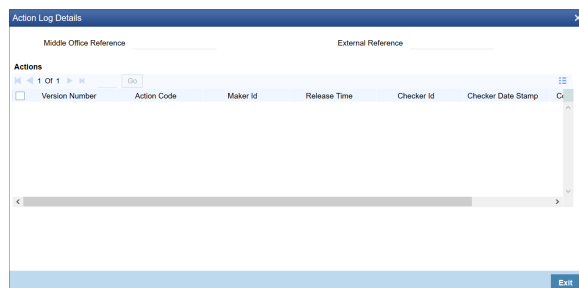 Action Log Details
Middle Office Reference External Reference
Actions
1 Of 1 Go
Version Number Action Code Maker Id Release Time Checker Id Checker Date Stamp
Exit